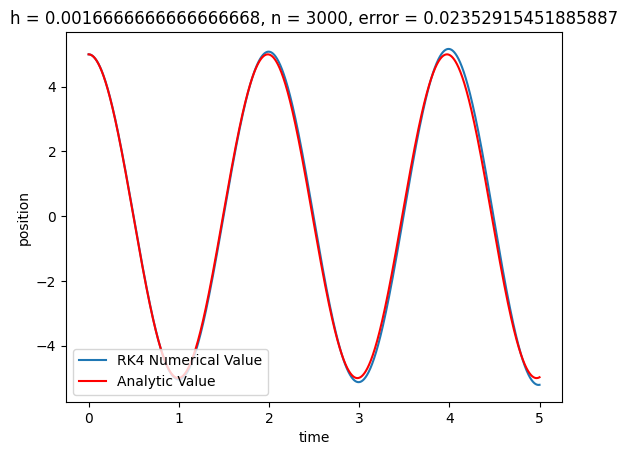 h = 0.0016666666666666668, n = 3000, error = 0.02352915451885887
4
2
0
−2
−4
position
RK4 Numerical Value
Analytic Value
0 1 2 3 4 5
time